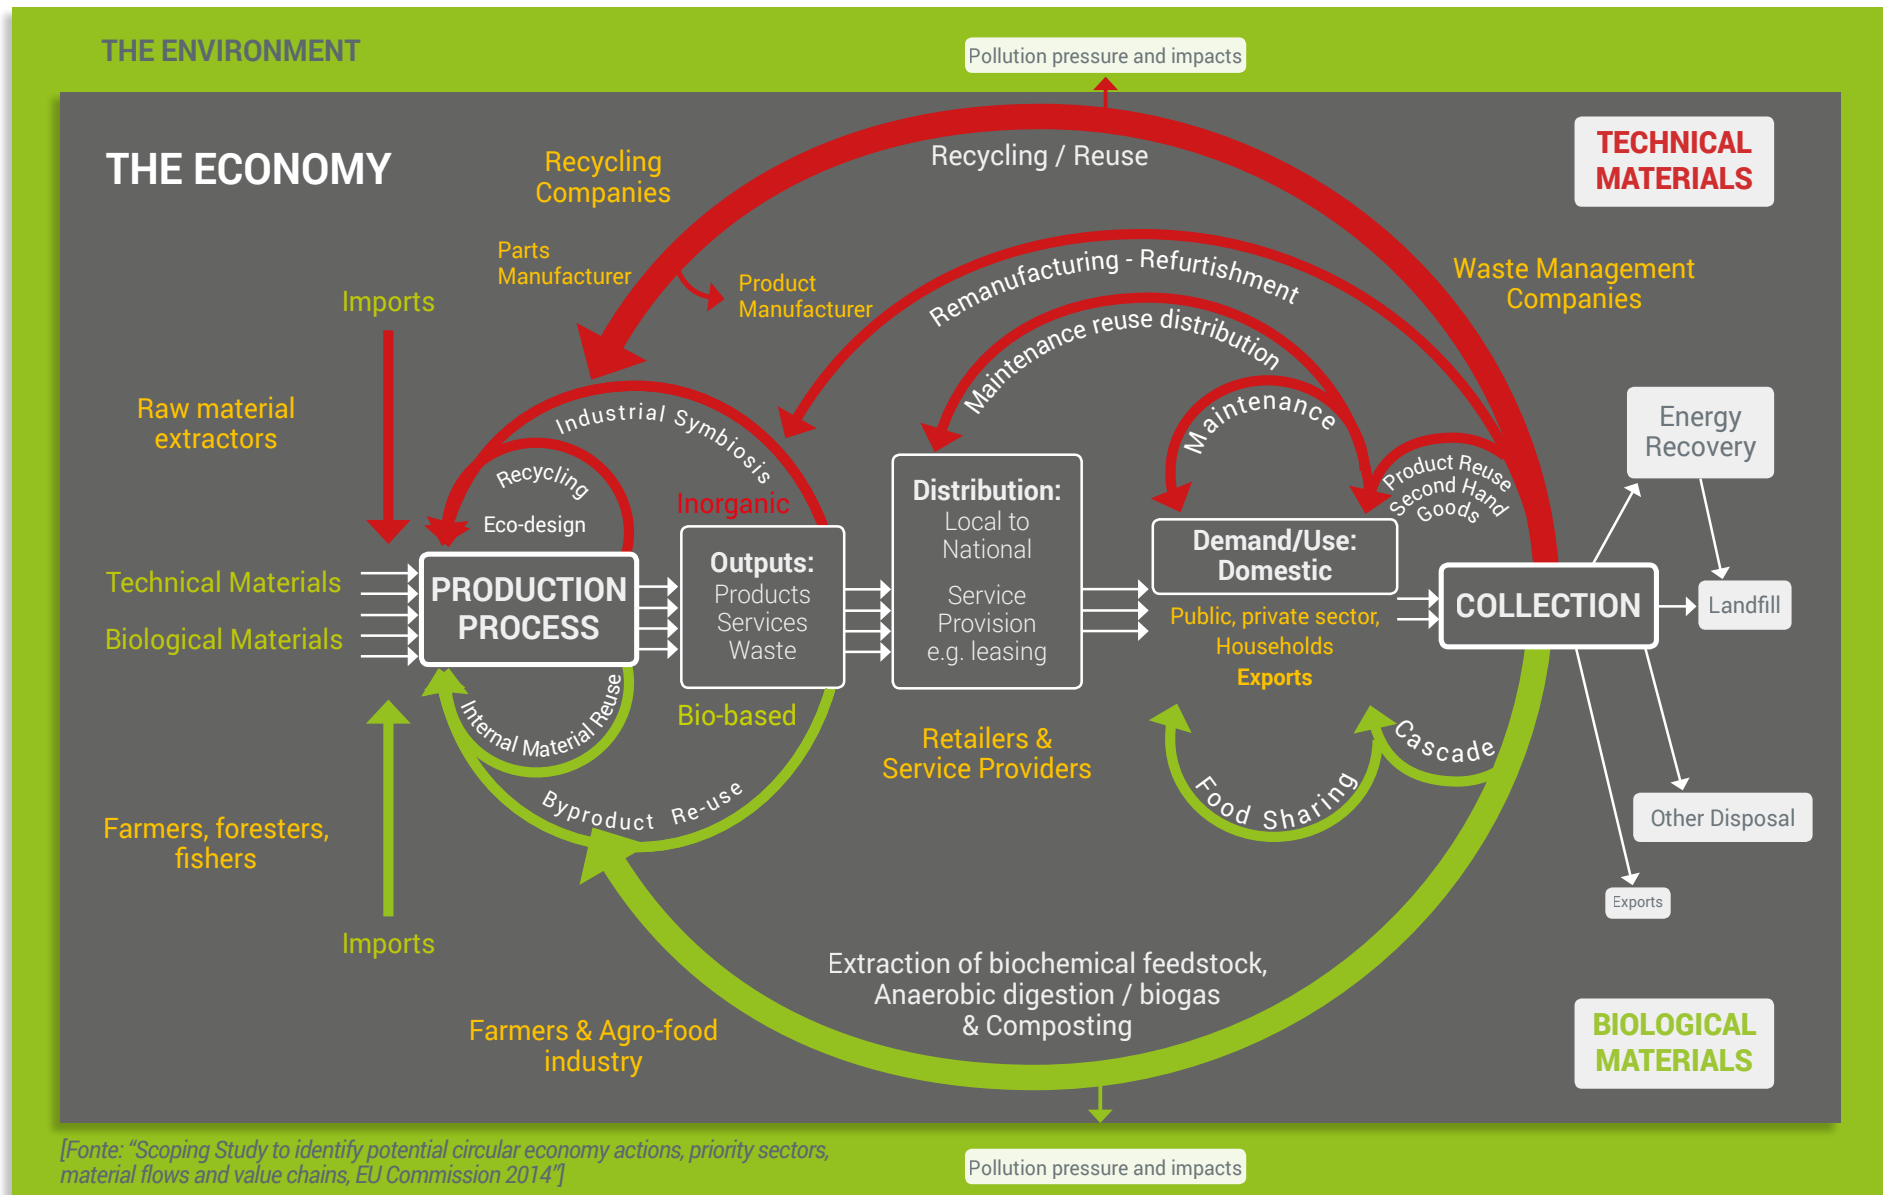 THE ENVIRONMENT
Pollution pressure and impacts
THE ECONOMY
Recycling
Companies
Recycling / Reuse
TECHNICAL
MATERIALS
Parts
Manufacturer
Product
Manufacturer
Remanufacturing - Refurtishment
Waste Management
Companies
Imports
Maintenance reuse distribution
Raw material
extractors
Industrial Symbiosis
Maintenance
Energy
Recovery
Recycling
Eco-design
Inorganic
Product Reuse
Second Hand
Goods
Technical Materials
Biological Materials
PRODUCTION
PROCESS
Outputs:
Products
Services
Waste
Distribution:
Local to
National
Service
Provision
e.g. leasing
Demand/Use:
Domestic
Public, private sector,
Households
Exports
COLLECTION
Landfill
Internal Material Reuse
Bio-based
Retailers &
Service Providers
Cascade
Byproduct Re-use
Food Sharing
Other Disposal
Farmers, foresters,
fishers
Exports
Imports
Extraction of biochemical feedstock,
Anaerobic digestion / biogas
& Composting
Farmers & Agro-food
industry
BIOLOGICAL
MATERIALS
[Fonte: “Scoping Study to identify potential circular economy actions, priority sectors,
material flows and value chains, EU Commission 2014”]
Pollution pressure and impacts